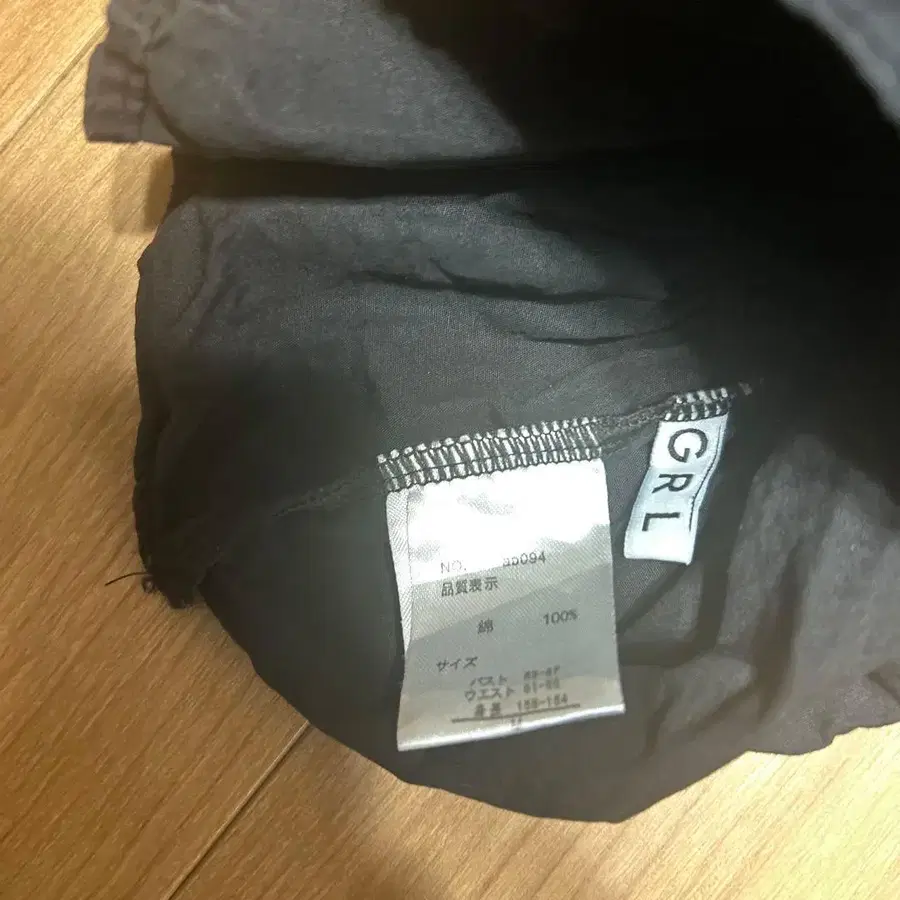 NO. ab094
品質表示
綿 100%
サイズ
バスト
ウエスト
身長
M
GRL